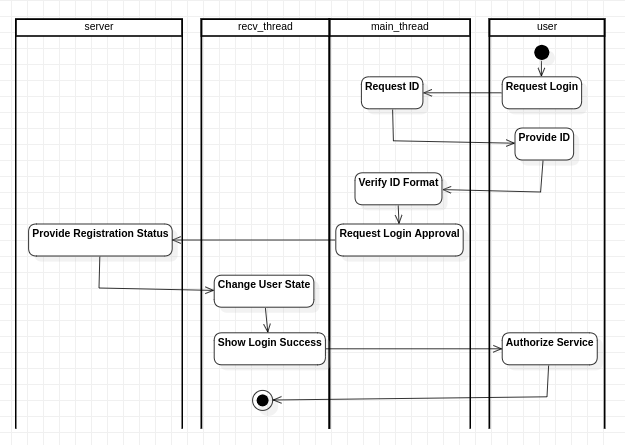 server
recv_thread
main_thread
user
Request ID
Request Login
Provide ID
Verify ID Format
Provide Registration Status
Request Login Approval
Change User State
Show Login Success
Authorize Service